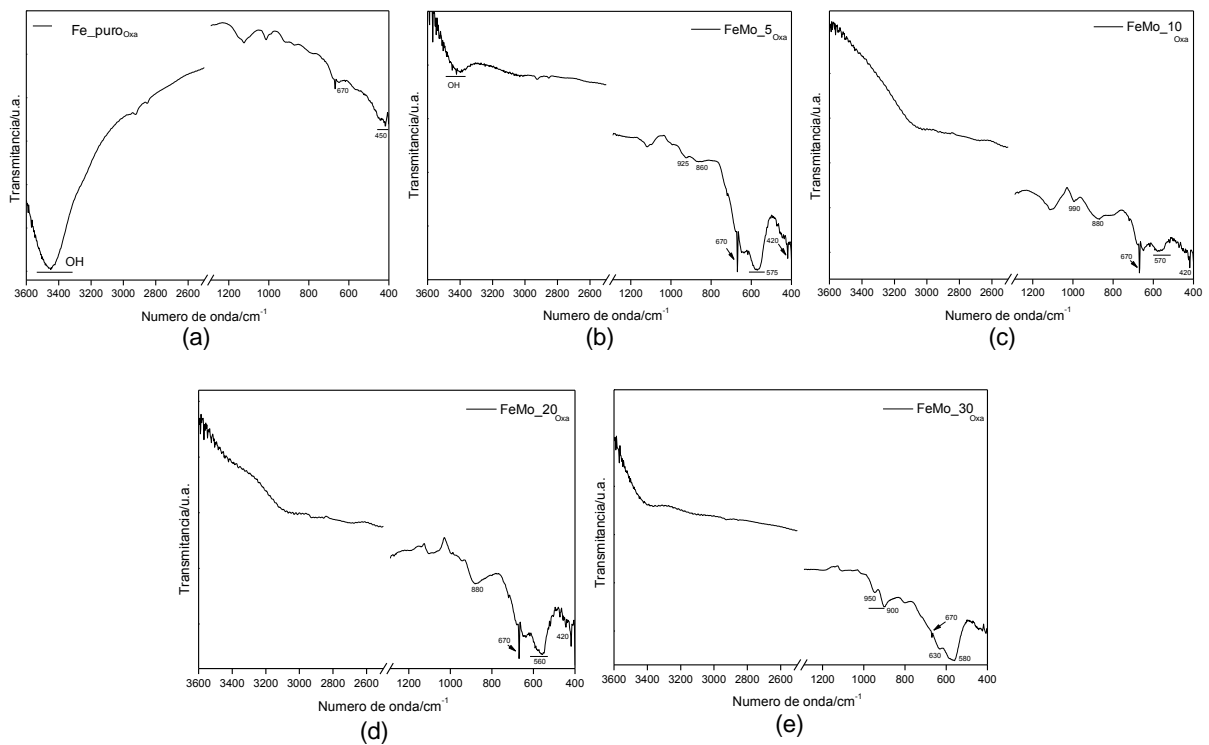 Fe_puro Oxa
Transmitancia/u.a.
OH
670
450
3600 3400 3200 3000 2800 2600 1200 1000 800 600 400
Numero de onda/cm-1
(a)
FeMo_5 Oxa
Transmitancia/u.a.
OH
925
860
670
420
575
3600 3400 3200 3000 2800 2600 1200 1000 800 600 400
Numero de onda/cm-1
(b)
FeMo_10 Oxa
Transmitancia/u.a.
990
880
670
570
420
3600 3400 3200 3000 2800 2600 1200 1000 800 600 400
Numero de onda/cm-1
(c)
FeMo_20 Oxa
Transmitancia/u.a.
880
670
420
560
3600 3400 3200 3000 2800 2600 1200 1000 800 600 400
Numero de onda/cm-1
(d)
FeMo_30 Oxa
Transmitancia/u.a.
950
900
670
630
580
3600 3400 3200 3000 2800 2600 1200 1000 800 600 400
Numero de onda/cm-1
(e)